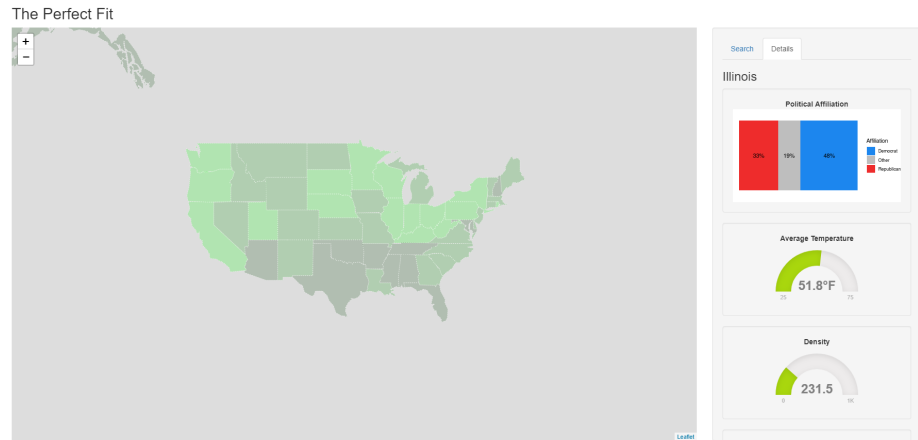 The Perfect Fit
+
−
Search Details
Illinois
Political Affiliation
33% 19% 48%
Affiliation
Democrat
Other
Republican
Average Temperature
51.8°F
25 75
Density
231.5
0 1K
Leaflet